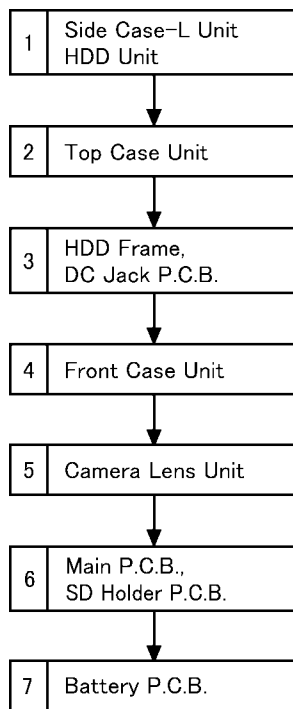 1 Side Case-L Unit
HDD Unit
2 Top Case Unit
3 HDD Frame,
DC Jack P.C.B.
4 Front Case Unit
5 Camera Lens Unit
6 Main P.C.B.,
SD Holder P.C.B.
7 Battery P.C.B.